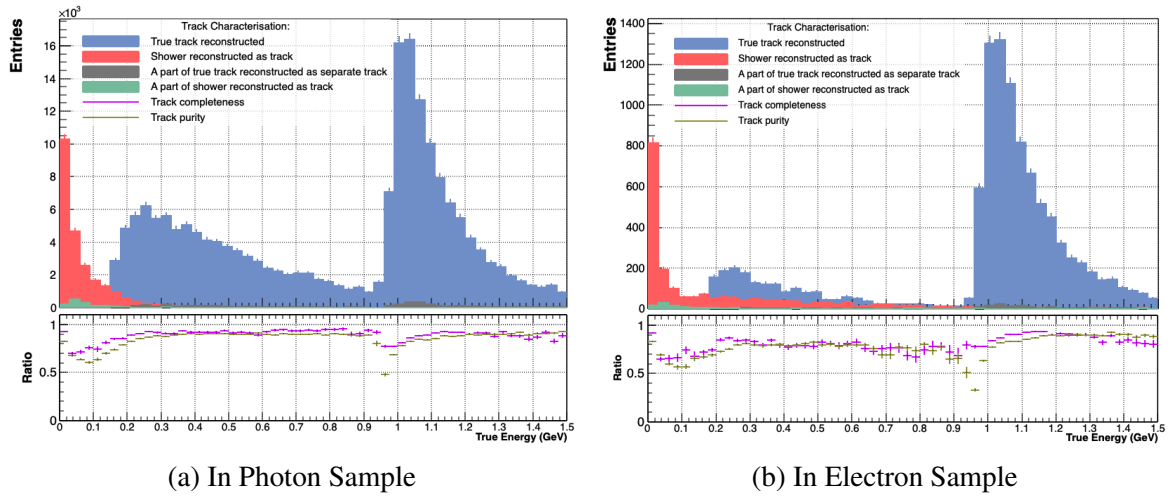 ×10³
Entries
16
14
12
10
8
6
4
2
0
Track Characterisation:
True track reconstructed
Shower reconstructed as track
A part of true track reconstructed as separate track
A part of shower reconstructed as track
Track completeness
Track purity
Ratio
1
0.5
0
0 0.1 0.2 0.3 0.4 0.5 0.6 0.7 0.8 0.9 1 1.1 1.2 1.3 1.4 1.5
True Energy (GeV)
(a) In Photon Sample
Entries
1400
1200
1000
800
600
400
200
0
Track Characterisation:
True track reconstructed
Shower reconstructed as track
A part of true track reconstructed as separate track
A part of shower reconstructed as track
Track completeness
Track purity
Ratio
1
0.5
0
0 0.1 0.2 0.3 0.4 0.5 0.6 0.7 0.8 0.9 1 1.1 1.2 1.3 1.4 1.5
True Energy (GeV)
(b) In Electron Sample